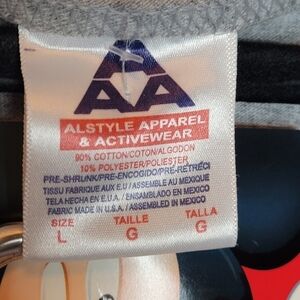 AAA
ALSTYLE APPAREL
& ACTIVEWEAR
90% COTTON/COTON/ALGODON
10% POLYESTER/POLIESTER
PRE-SHRUNK/PRE-ENCOGIDO/PRE-RETRECI
TISSU FABRIQUE AUX E.U./ASSEMBLE AU MEXIQUE
TELA HECHA EN E.U.A./ENSAMBLADO EN MEXICO
FABRIC MADE IN U.S.A./ASSEMBLED IN MEXICO
SIZE TAILLE TALLA
L G G